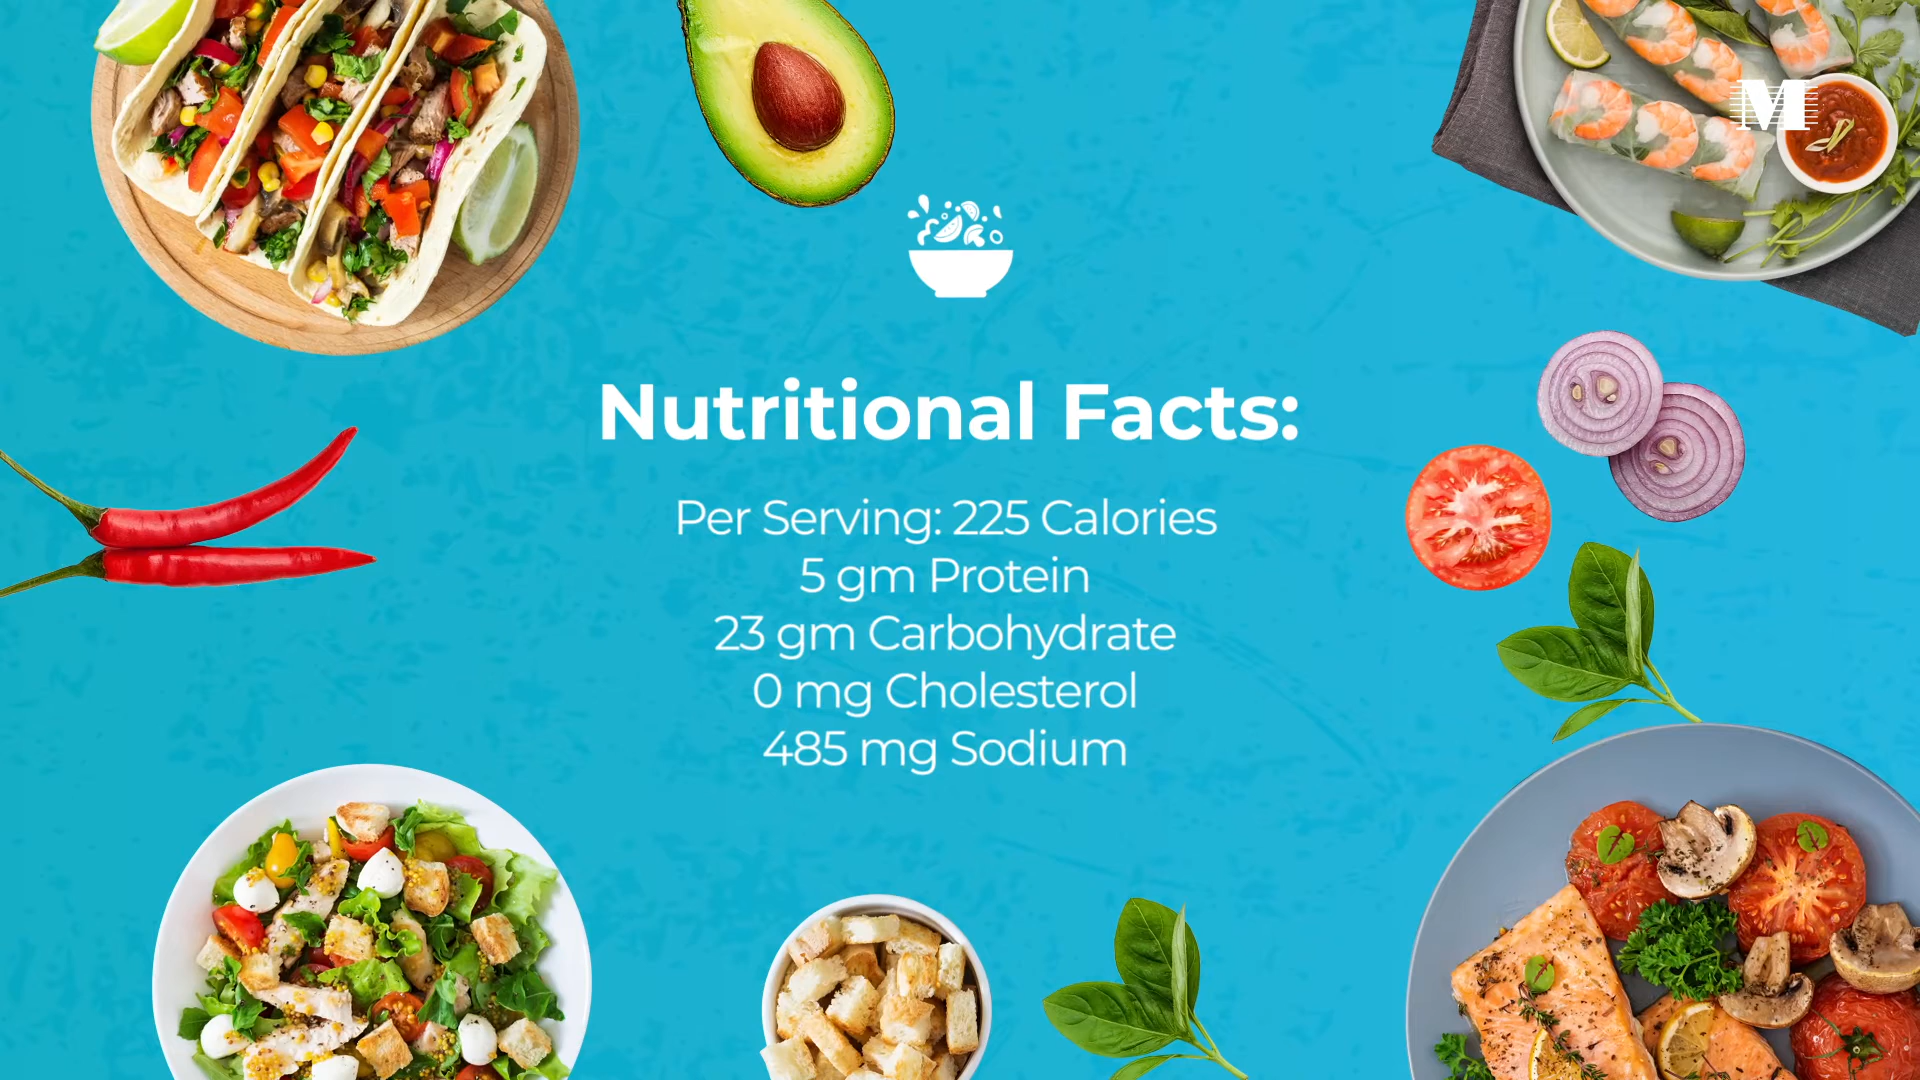 M
Nutritional Facts:
Per Serving: 225 Calories
5 gm Protein
23 gm Carbohydrate
0 mg Cholesterol
485 mg Sodium